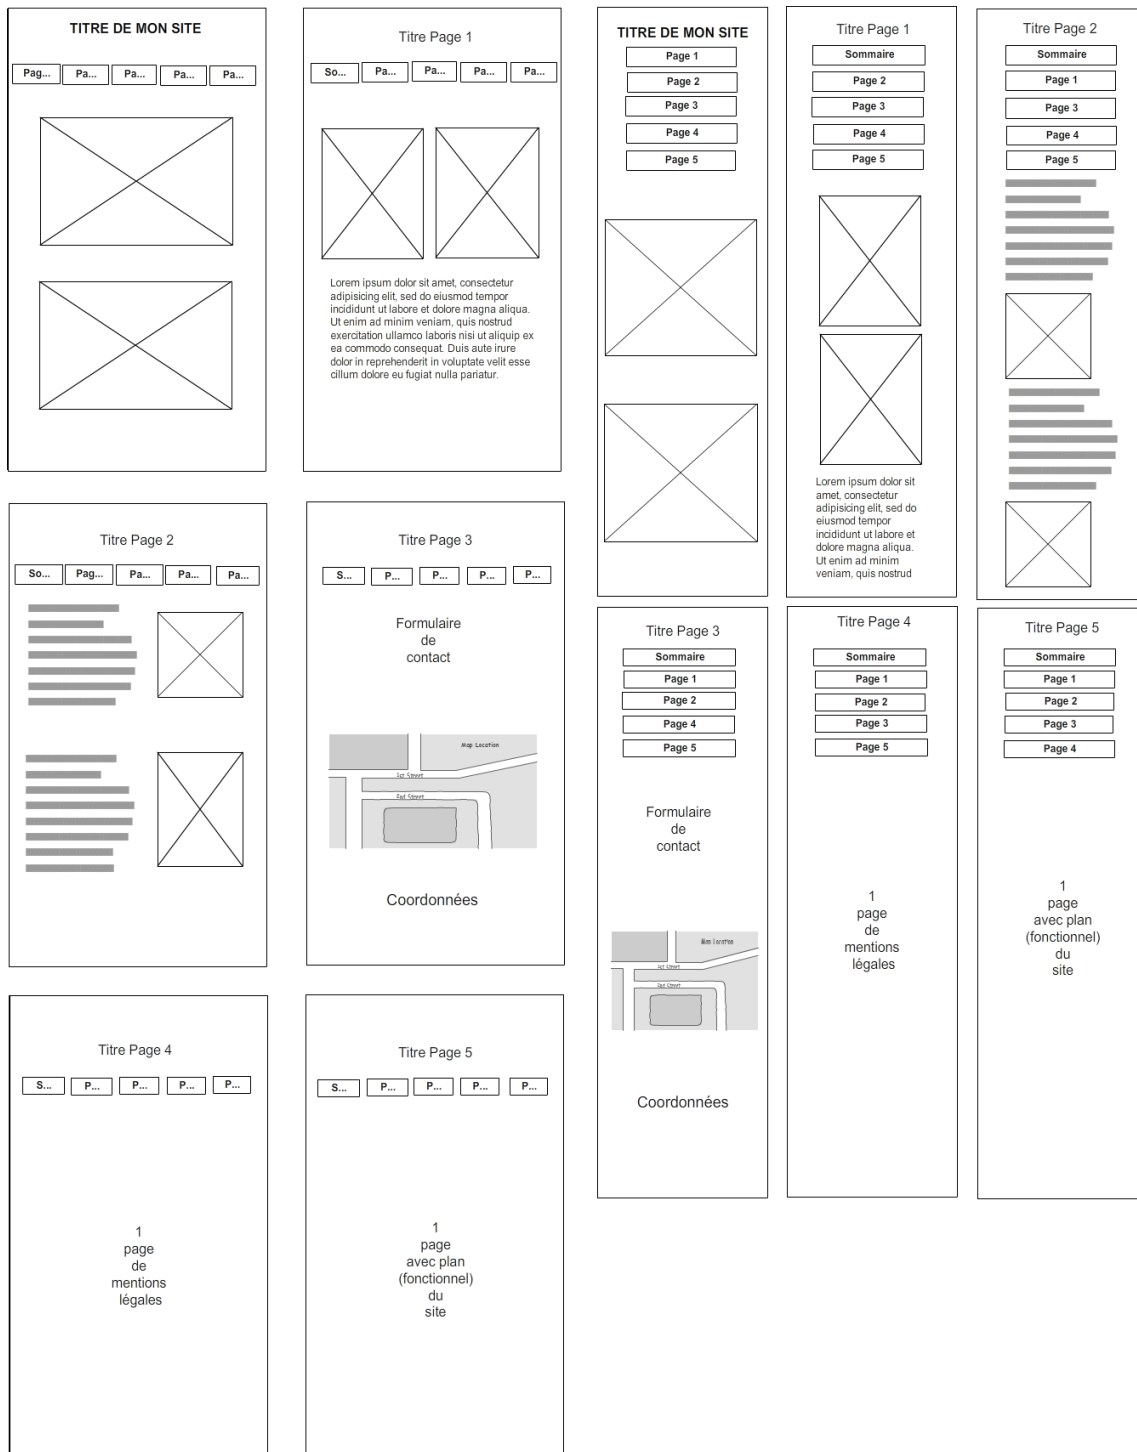 TITRE DE MON SITE
Pag... Pa... Pa... Pa... Pa...
Titre Page 1
So... Pa... Pa... Pa... Pa...
Lorem ipsum dolor sit amet, consectetur
adipisicing elit, sed do eiusmod tempor
incididunt ut labore et dolore magna aliqua.
Ut enim ad minim veniam, quis nostrud
exercitation ullamco laboris nisi ut aliquip ex
ea commodo consequat. Duis aute irure
dolor in reprehenderit in voluptate velit esse
cillum dolore eu fugiat nulla pariatur.
Titre Page 2
So... Pag... Pa... Pa... Pa...
Titre Page 3
S... P... P... P... P...
Formulaire
de
contact
Map Location
1st Street
2nd Street
Coordonnées
Titre Page 4
S... P... P... P... P...
1
page
de
mentions
légales
Titre Page 5
S... P... P... P... P...
1
page
avec plan
(fonctionnel)
du
site
TITRE DE MON SITE
Page 1
Page 2
Page 3
Page 4
Page 5
Titre Page 1
Sommaire
Page 2
Page 3
Page 4
Page 5
Lorem ipsum dolor sit
amet, consectetur
adipisicing elit, sed do
eiusmod tempor
incididunt ut labore et
dolore magna aliqua.
Ut enim ad minim
veniam, quis nostrud
Titre Page 2
Sommaire
Page 1
Page 3
Page 4
Page 5
Titre Page 3
Sommaire
Page 1
Page 2
Page 4
Page 5
Formulaire
de
contact
Map Location
1st Street
2nd Street
Coordonnées
Titre Page 4
Sommaire
Page 1
Page 2
Page 3
Page 5
1
page
de
mentions
légales
Titre Page 5
Sommaire
Page 1
Page 2
Page 3
Page 4
1
page
avec plan
(fonctionnel)
du
site